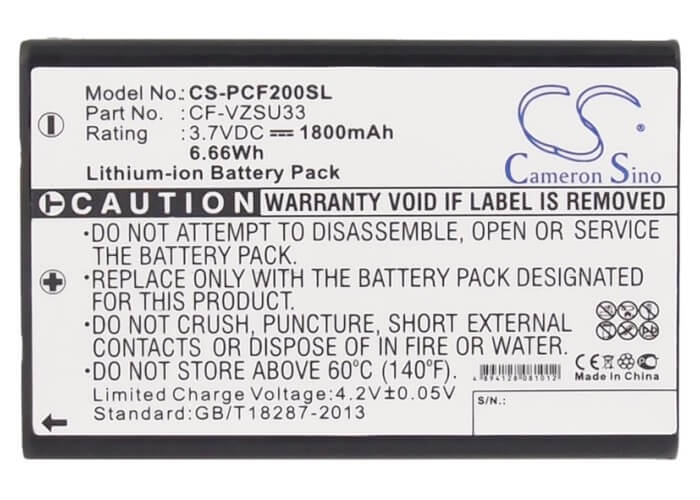 Model No.: CS-PCF200SL
Part No. : CF-VZSU33
Rating : 3.7VDC 1800mAh
6.66Wh
Lithium-ion Battery Pack
CS
Cameron Sino
CAUTION WARRANTY VOID IF LABEL IS REMOVED
•DO NOT ATTEMPT TO DISASSEMBLE, OPEN OR SERVICE
THE BATTERY PACK.
•REPLACE ONLY WITH THE BATTERY PACK DESIGNATED
FOR THIS MACHINE.
•DO NOT CRUSH, PUNCTURE, SHORT EXTERNAL
CONTACTS OR DISPOSE OF IN FIRE OR WATER.
•DO NOT STORE ABOVE 60°C (140°F).
Limited Charge Voltage: 4.2V±0.05V
Standard: GB/T18287-2013
CE
4894128081012
Made in China
S/N.: